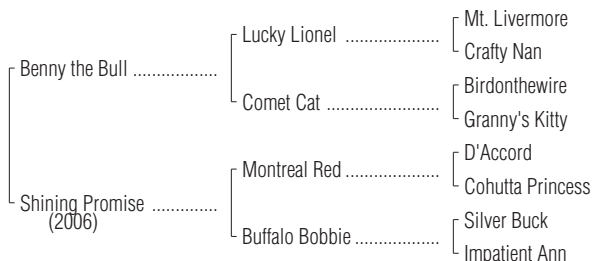 Mt. Livermore
Lucky Lionel ..................
Crafty Nan
Benny the Bull ................
Birdonthewire
Comet Cat ......................
Granny's Kitty
D'Accord
Montreal Red ..................
Cohutta Princess
Shining Promise ............
(2006)
Silver Buck
Buffalo Bobbie ................
Impatient Ann